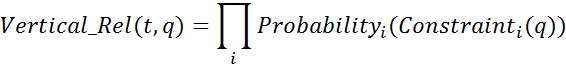 Vertical_Rel(t, q) = ∏_i Probability_i(Constraint_i(q))